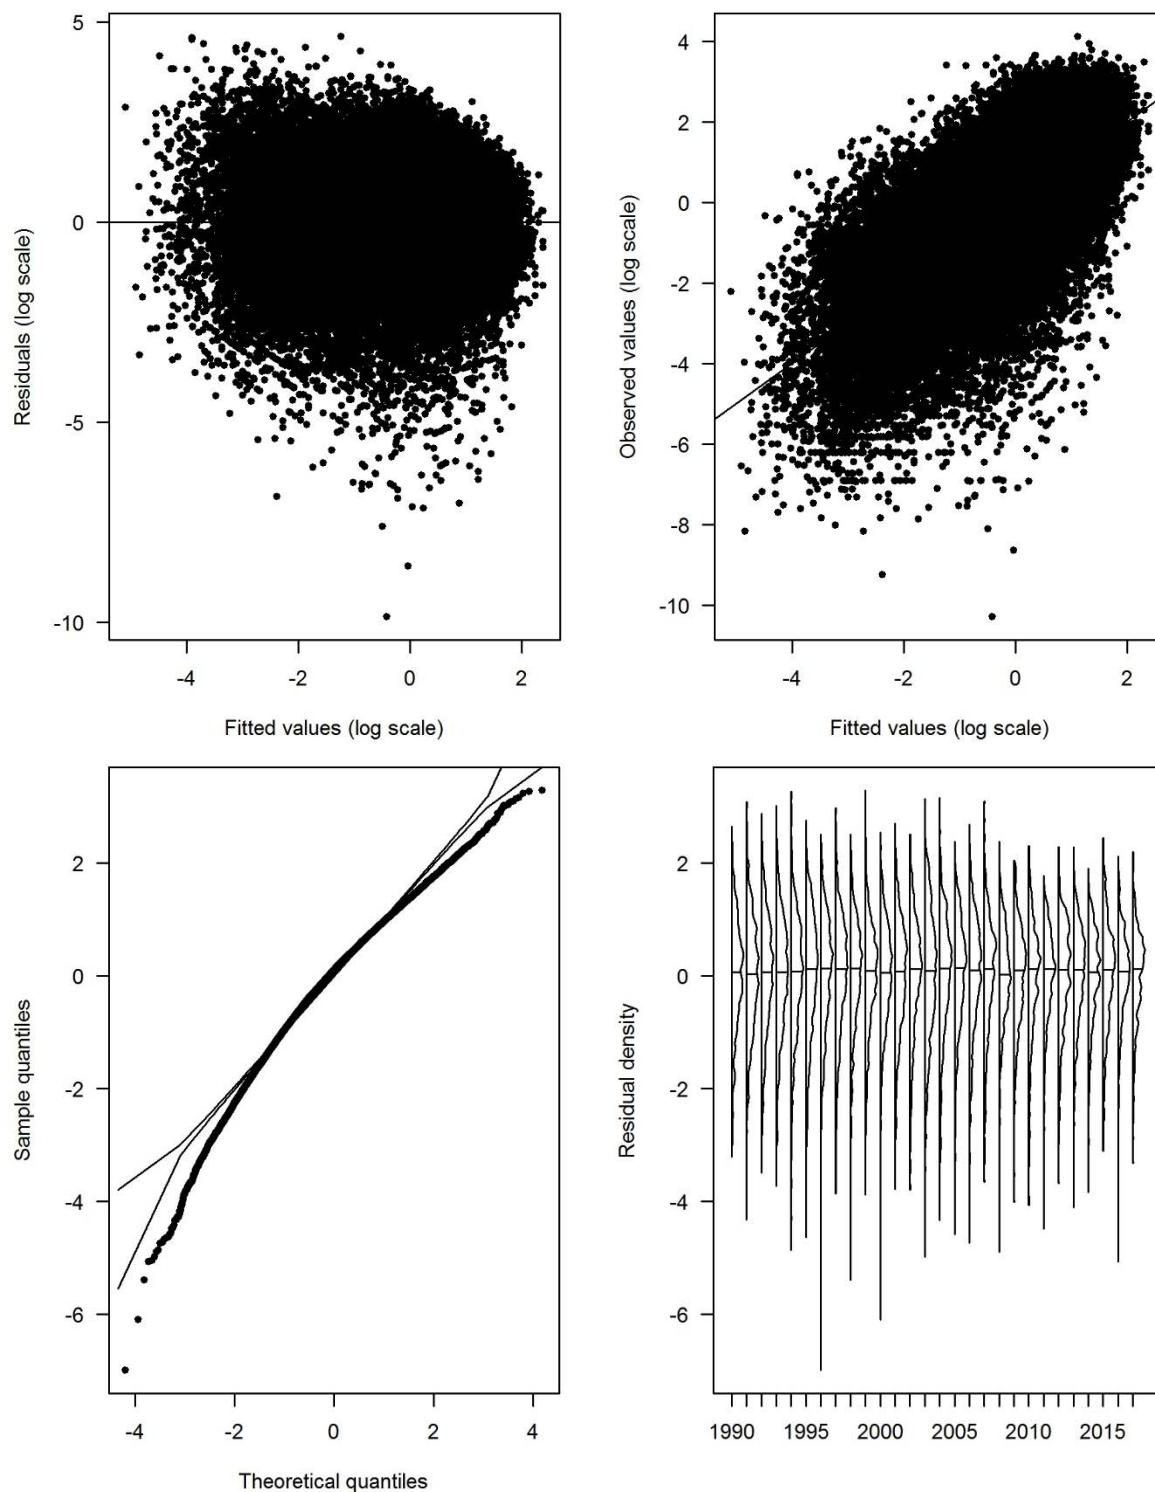 5
0
-5
-10
Residuals (log scale)
-4 -2 0 2
Fitted values (log scale)
4
2
0
-2
-4
-6
-8
-10
Observed values (log scale)
-4 -2 0 2
Fitted values (log scale)
2
0
-2
-4
-6
Sample quantiles
-4 -2 0 2 4
Theoretical quantiles
2
0
-2
-4
-6
Residual density
1990 1995 2000 2005 2010 2015